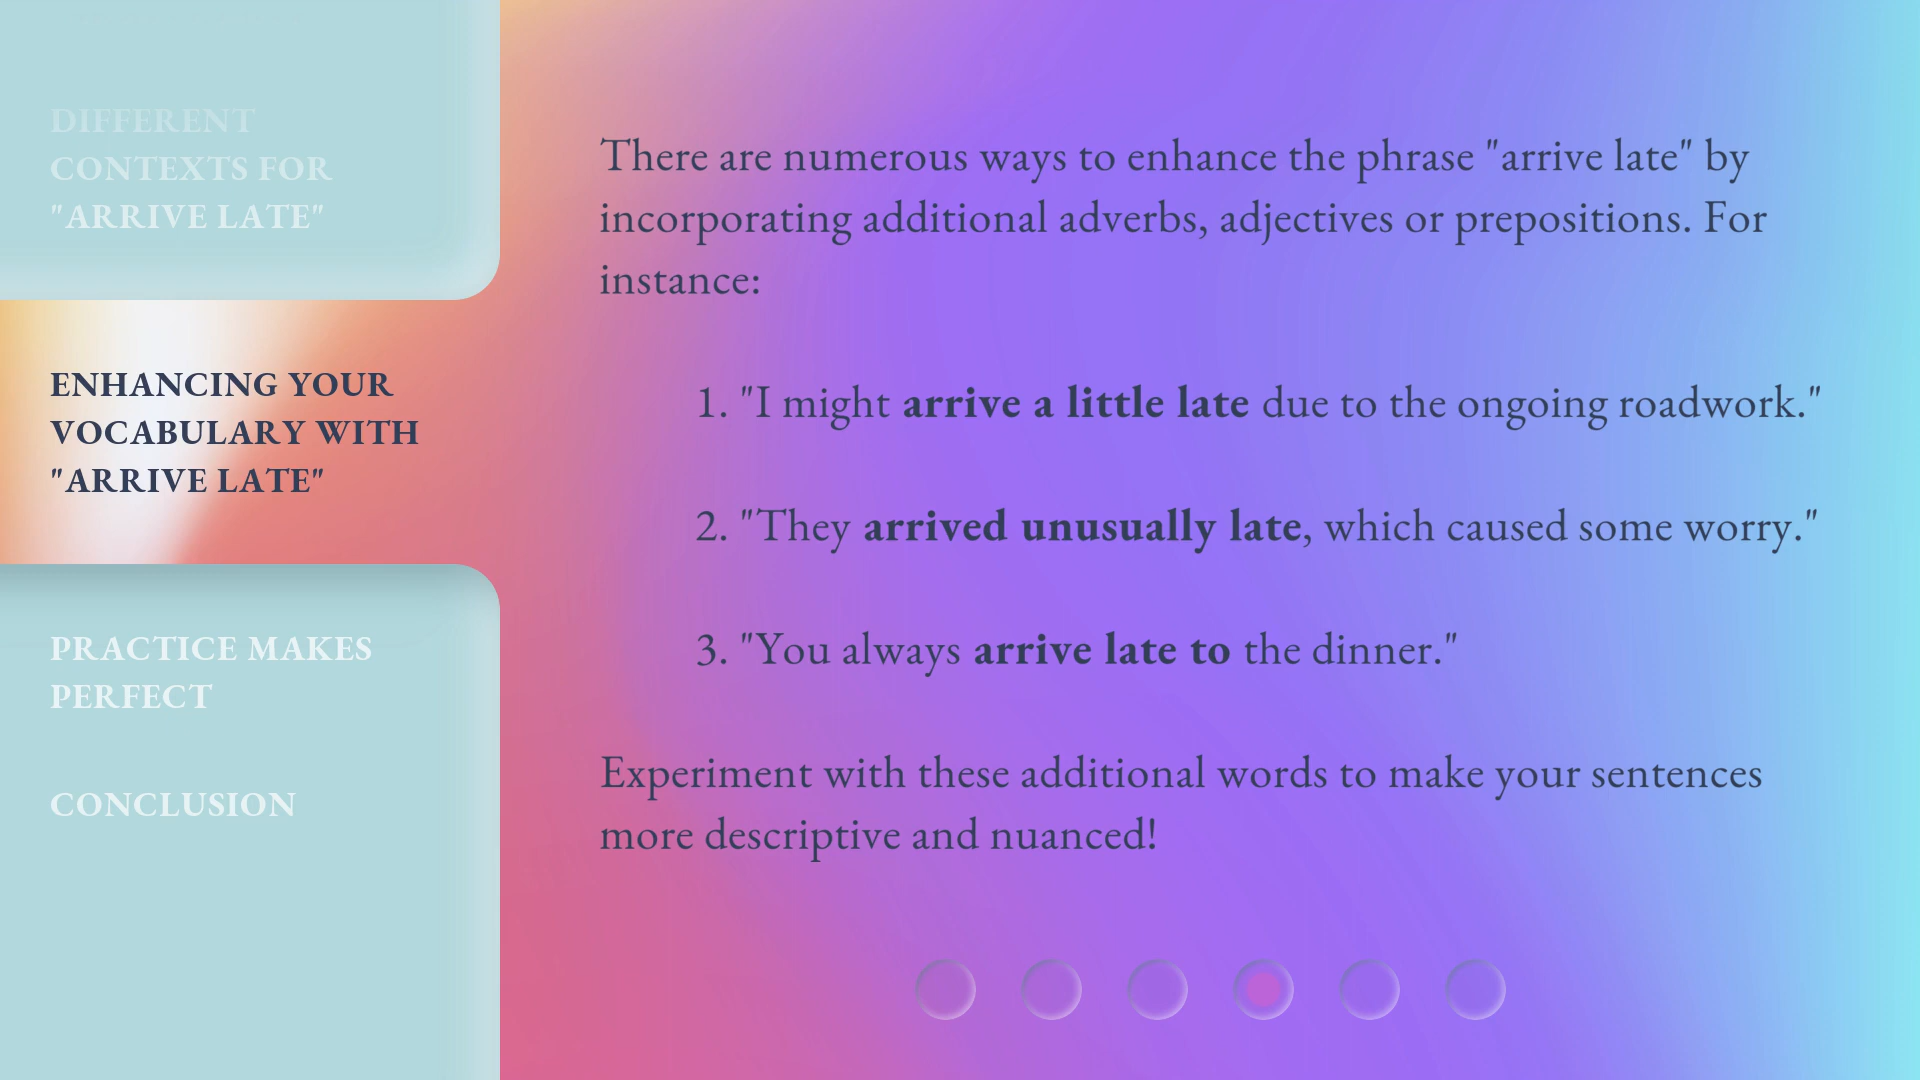 DIFFERENT
CONTEXTS FOR
"ARRIVE LATE"
ENHANCING YOUR
VOCABULARY WITH
"ARRIVE LATE"
PRACTICE MAKES
PERFECT
CONCLUSION
There are numerous ways to enhance the phrase "arrive late" by
incorporating additional adverbs, adjectives or prepositions. For
instance:
1. "I might arrive a little late due to the ongoing roadwork."
2. "They arrived unusually late, which caused some worry."
3. "You always arrive late to the dinner."
Experiment with these additional words to make your sentences
more descriptive and nuanced!